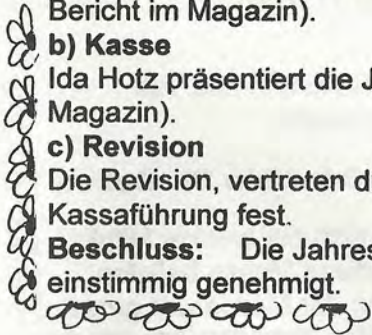 Bericht im Magazin).
b) Kasse
Ida Hotz präsentiert die J
Magazin).
c) Revision
Die Revision, vertreten d
Kassaführung fest.
Beschluss: Die Jahres
einstimmig genehmigt.